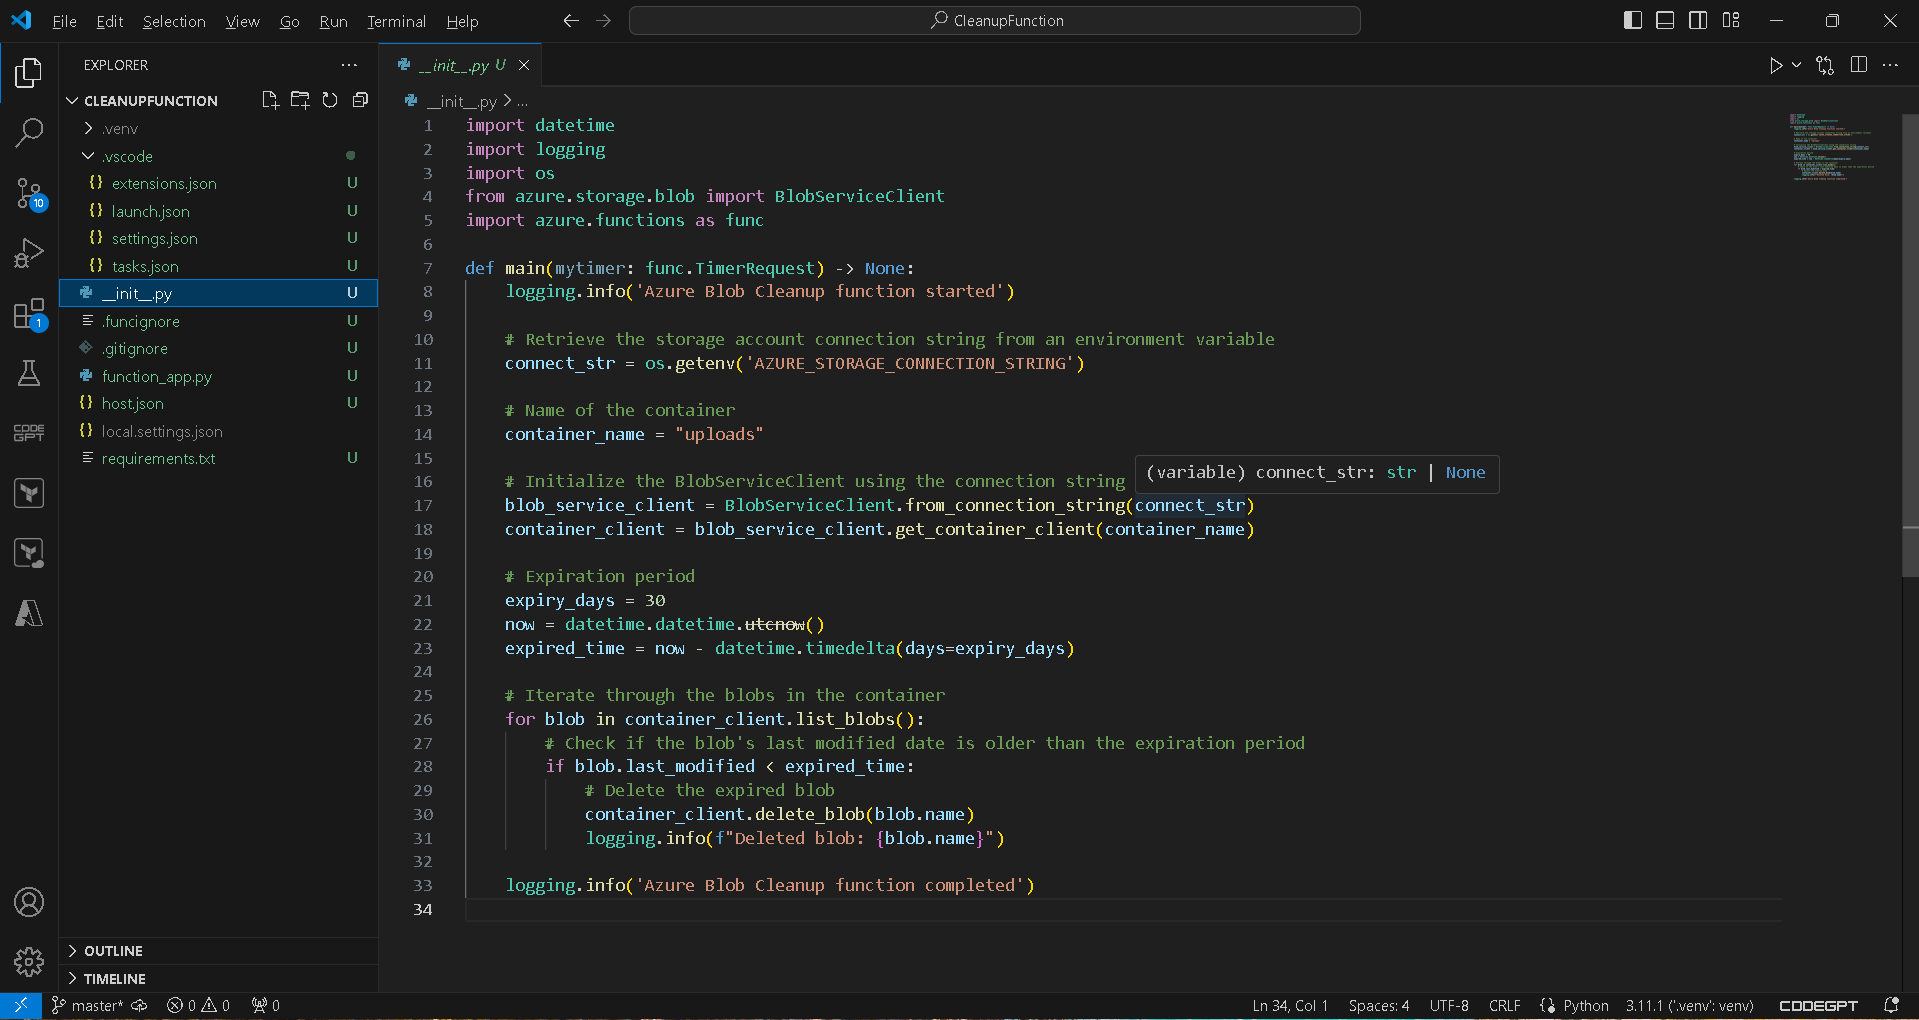 File Edit Selection View Go Run Terminal Help
CleanupFunction
EXPLORER
CLEANUPFUNCTION
.venv
.vscode
extensions.json U
launch.json U
settings.json U
tasks.json U
__init__.py U
.funcignore U
.gitignore U
function_app.py U
host.json U
local.settings.json
requirements.txt U
OUTLINE
TIMELINE
10
1
CODE
GPT
__init__.py U
__init__.py > ...
1 import datetime
2 import logging
3 import os
4 from azure.storage.blob import BlobServiceClient
5 import azure.functions as func
6
7 def main(mytimer: func.TimerRequest) -> None:
8 logging.info('Azure Blob Cleanup function started')
9
10 # Retrieve the storage account connection string from an environment variable
11 connect_str = os.getenv('AZURE_STORAGE_CONNECTION_STRING')
12
13 # Name of the container
14 container_name = "uploads"
15
16 # Initialize the BlobServiceClient using the connection string
(variable) connect_str: str | None
17 blob_service_client = BlobServiceClient.from_connection_string(connect_str)
18 container_client = blob_service_client.get_container_client(container_name)
19
20 # Expiration period
21 expiry_days = 30
22 now = datetime.datetime.utcnow()
23 expired_time = now - datetime.timedelta(days=expiry_days)
24
25 # Iterate through the blobs in the container
26 for blob in container_client.list_blobs():
27 # Check if the blob's last modified date is older than the expiration period
28 if blob.last_modified < expired_time:
29 # Delete the expired blob
30 container_client.delete_blob(blob.name)
31 logging.info(f"Deleted blob: {blob.name}")
32
33 logging.info('Azure Blob Cleanup function completed')
34
master* 0 0 0
Ln 34, Col 1 Spaces: 4 UTF-8 CRLF Python 3.11.1 ('.venv': venv) CODEGPT